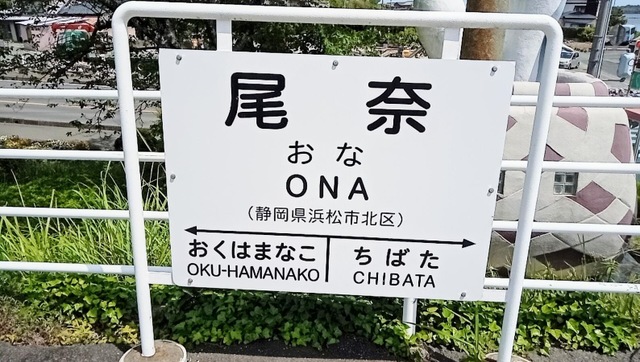 尾奈
おな
ONA
(静岡県浜松市北区)
おくはまなこ ちばた
OKU-HAMANAKO CHIBATA